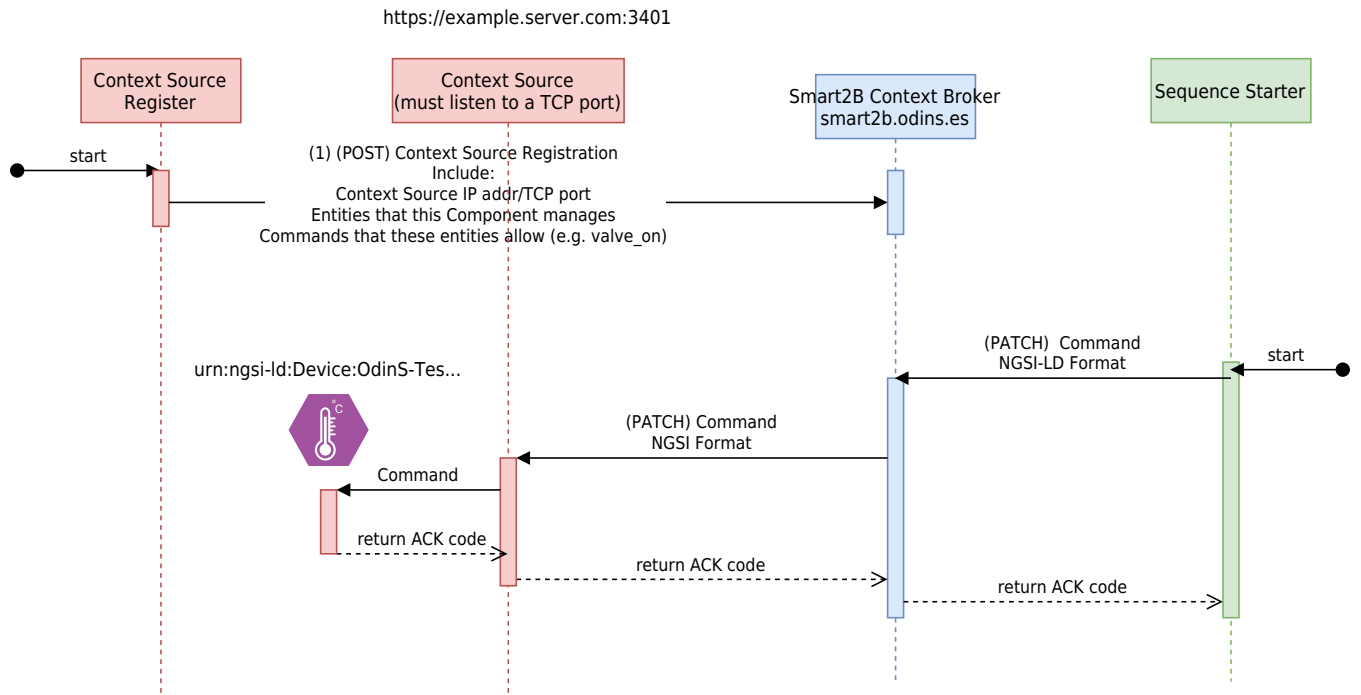 https://example.server.com:3401
Context Source
Register
Context Source
(must listen to a TCP port)
Smart2B Context Broker
smart2b.odins.es
Sequence Starter
start
(1) (POST) Context Source Registration
Include:
Context Source IP addr/TCP port
Entities that this Component manages
Commands that these entities allow (e.g. valve_on)
(PATCH)  Command
NGSI-LD Format
start
urn:ngsi-ld:Device:OdinS-Tes...
°C
(PATCH) Command
NGSI Format
Command
return ACK code
return ACK code
return ACK code